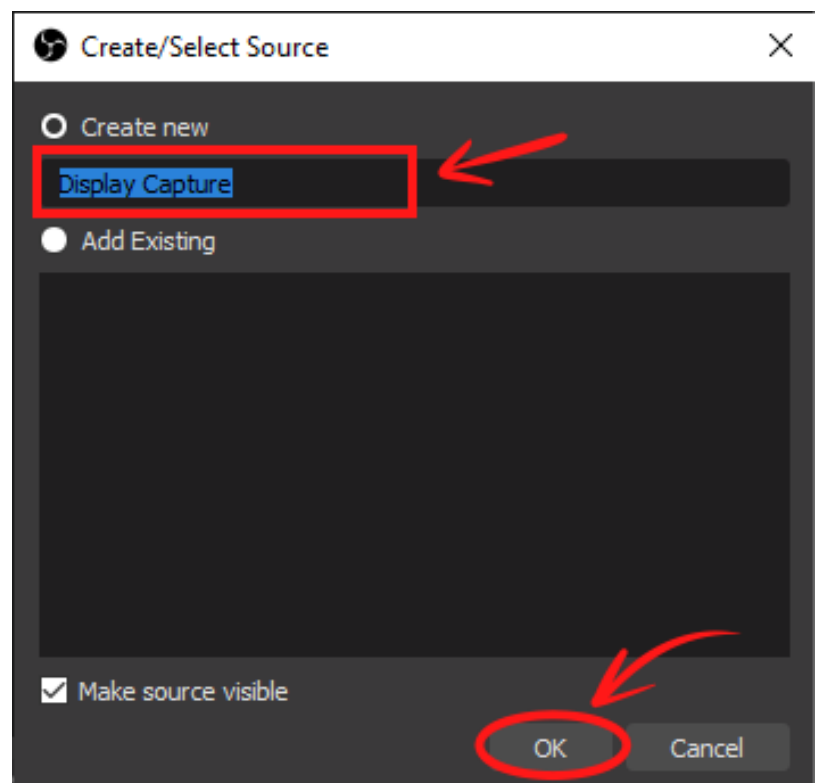 Create/Select Source
Create new
Display Capture
Add Existing
Make source visible
OK
Cancel